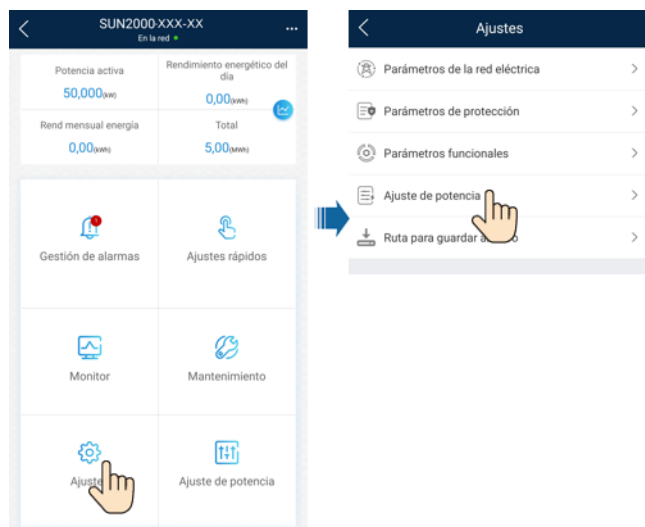 SUN2000-XXX-XX
En la red
Potencia activa
50,000(kW)
Rendimiento energético del
día
0,00(kWh)
Rend mensual energía
0,00(kWh)
Total
5,00(MWh)
Gestión de alarmas
Ajustes rápidos
Monitor
Mantenimiento
Ajuste
Ajuste de potencia
Ajustes
Parámetros de la red eléctrica
Parámetros de protección
Parámetros funcionales
Ajuste de potencia
Ruta para guardar